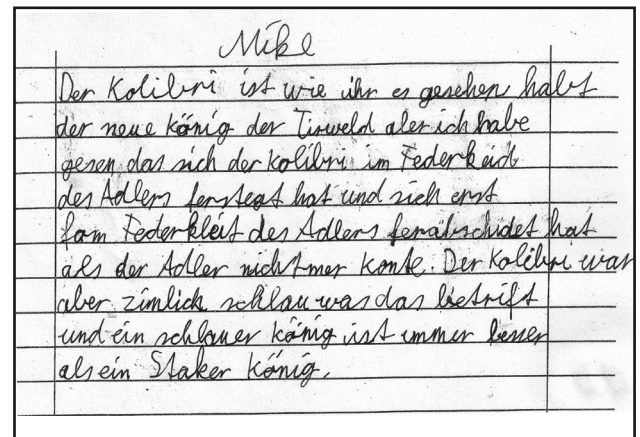 Mike
Der Kolibri ist wie ihr es gesehen habt
der neue könig der Tirweld aber ich habe
gesen das sich der kolibri im Federkeid
des Adlers ferstegt hat und sich erst
fom Federkleit des Adlers ferabschidet hat
als der Adler nicht mer konte. Der Kolibri war
aber zimlich schlau was das betrift
und ein schlauer könig ist immer besser
als ein Staker König.